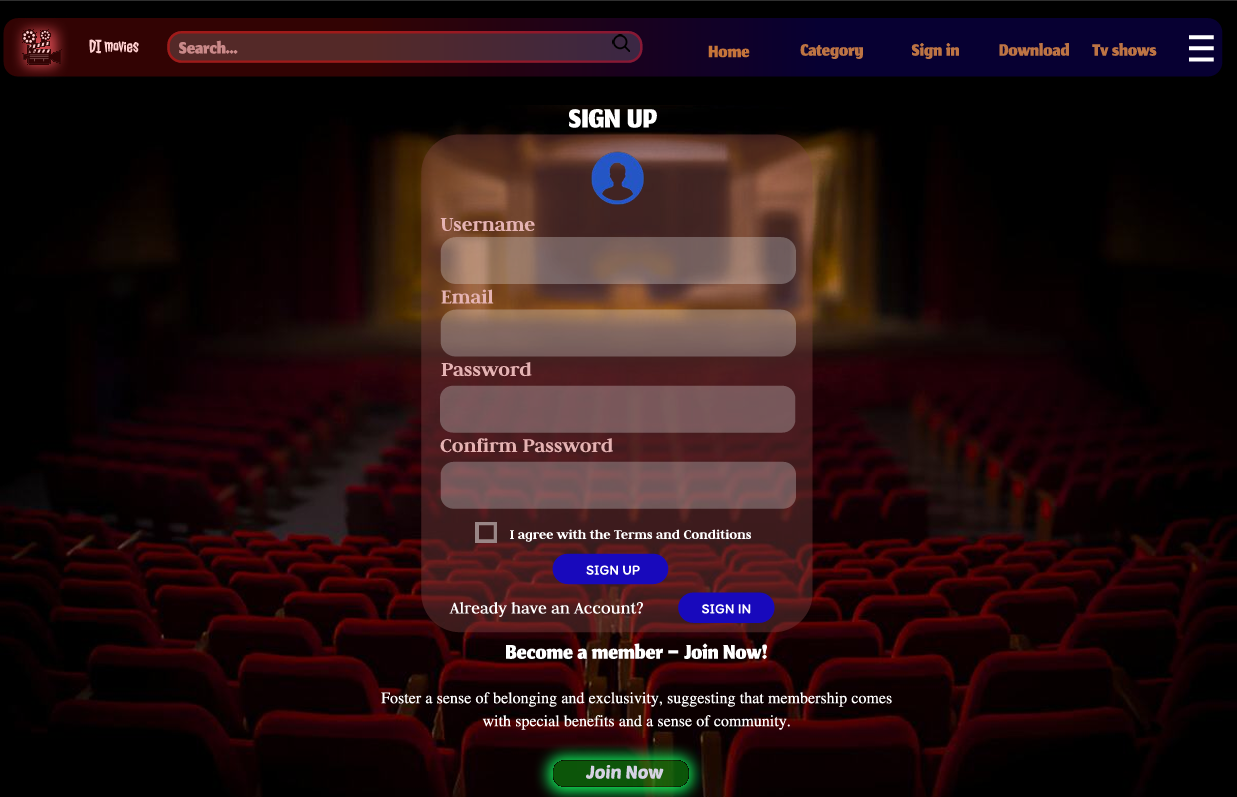 DI movies
Search...
Home
Category
Sign in
Download
Tv shows
SIGN UP
Username
Email
Password
Confirm Password
I agree with the Terms and Conditions
SIGN UP
Already have an Account?
SIGN IN
Become a member – Join Now!
Foster a sense of belonging and exclusivity, suggesting that membership comes
with special benefits and a sense of community.
Join Now